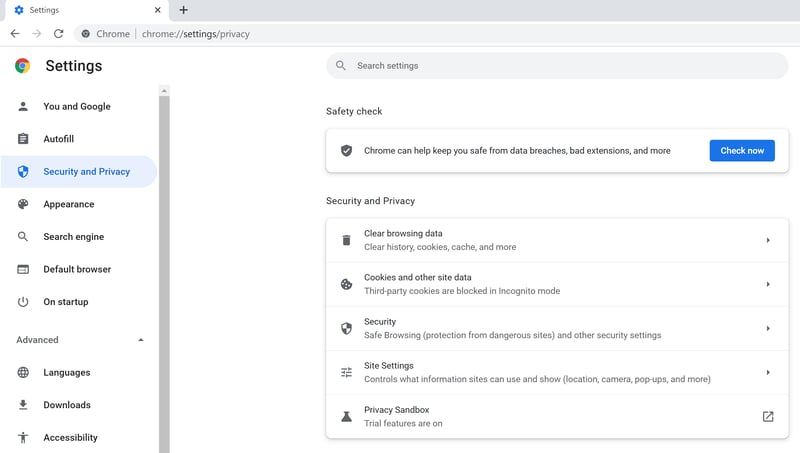 Settings
Chrome | chrome://settings/privacy
Settings
Search settings
You and Google
Autofill
Security and Privacy
Appearance
Search engine
Default browser
On startup
Advanced
Languages
Downloads
Accessibility
Safety check
Chrome can help keep you safe from data breaches, bad extensions, and more
Check now
Security and Privacy
Clear browsing data
Clear history, cookies, cache, and more
Cookies and other site data
Third-party cookies are blocked in Incognito mode
Security
Safe Browsing (protection from dangerous sites) and other security settings
Site Settings
Controls what information sites can use and show (location, camera, pop-ups, and more)
Privacy Sandbox
Trial features are on